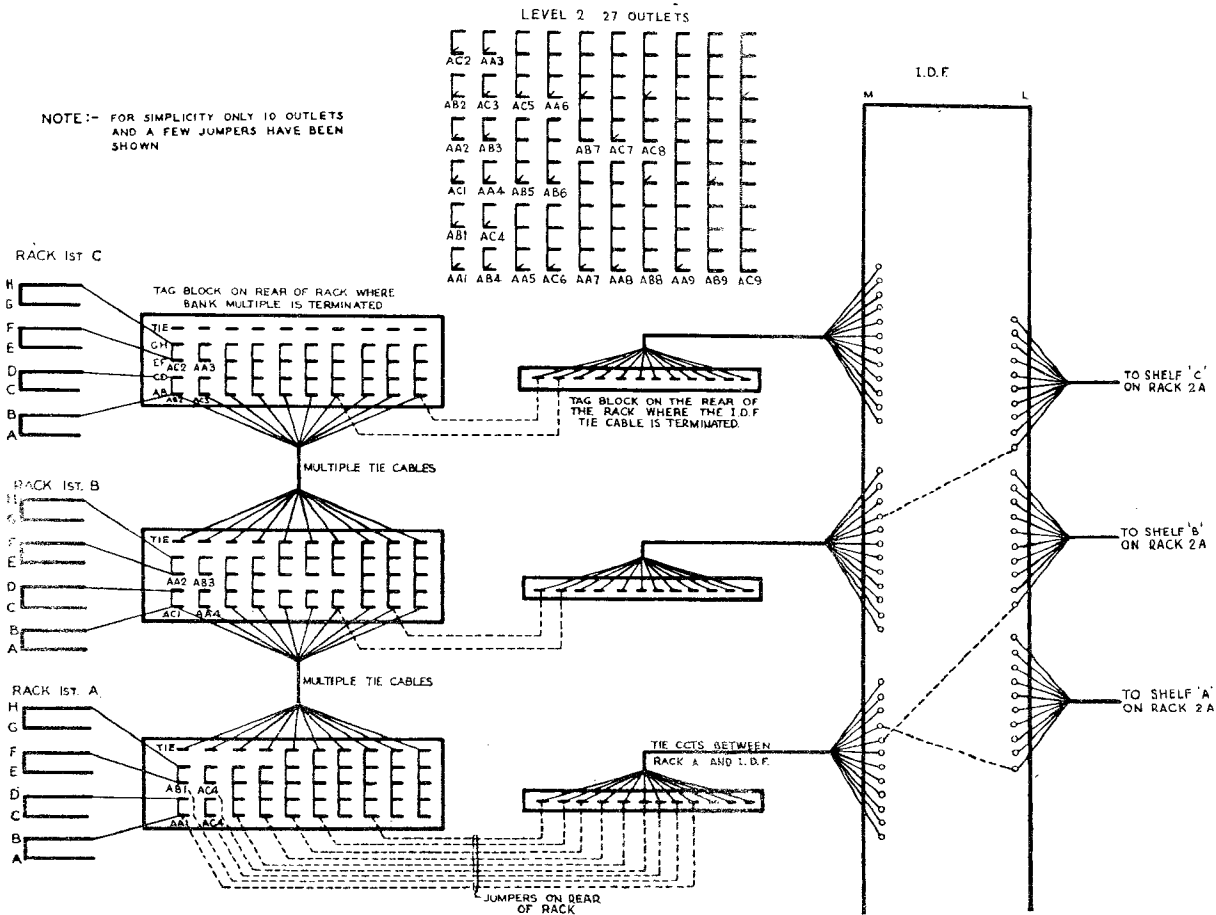 LEVEL 2 27 OUTLETS
AC2 AA3
AB2 AC3 AC5 AA6
AA2 AB3 AB7 AC7 AC8
AC1 AA4 AB5 AB6
AB1 AC4
AA1 AB4 AA5 AC6 AA7 AA8 AB8 AA9 AB9 AC9
NOTE:- FOR SIMPLICITY ONLY 10 OUTLETS
AND A FEW JUMPERS HAVE BEEN
SHOWN
I.D.F.
M L
RACK 1ST C
H
G
F
E
D
C
B
A
TAG BLOCK ON REAR OF RACK WHERE
BANK MULTIPLE IS TERMINATED
TIE
GH
EF
AC2 AA3
CD
AB
AB2 AC3
TAG BLOCK ON THE REAR OF
THE RACK WHERE THE I.D.F
TIE CABLE IS TERMINATED.
TO SHELF 'C'
ON RACK 2A
MULTIPLE TIE CABLES
RACK 1ST. B
H
G
F
E
D
C
B
A
TIE
AA2 AB3
AC1 AA4
TO SHELF 'B'
ON RACK 2A
MULTIPLE TIE CABLES
RACK 1ST. A
H
G
F
E
D
C
B
A
TIE
AB1 AC4
AA1 AC4
TIE CCTS BETWEEN
RACK A AND I.D.F.
TO SHELF 'A'
ON RACK 2A
JUMPERS ON REAR
OF RACK